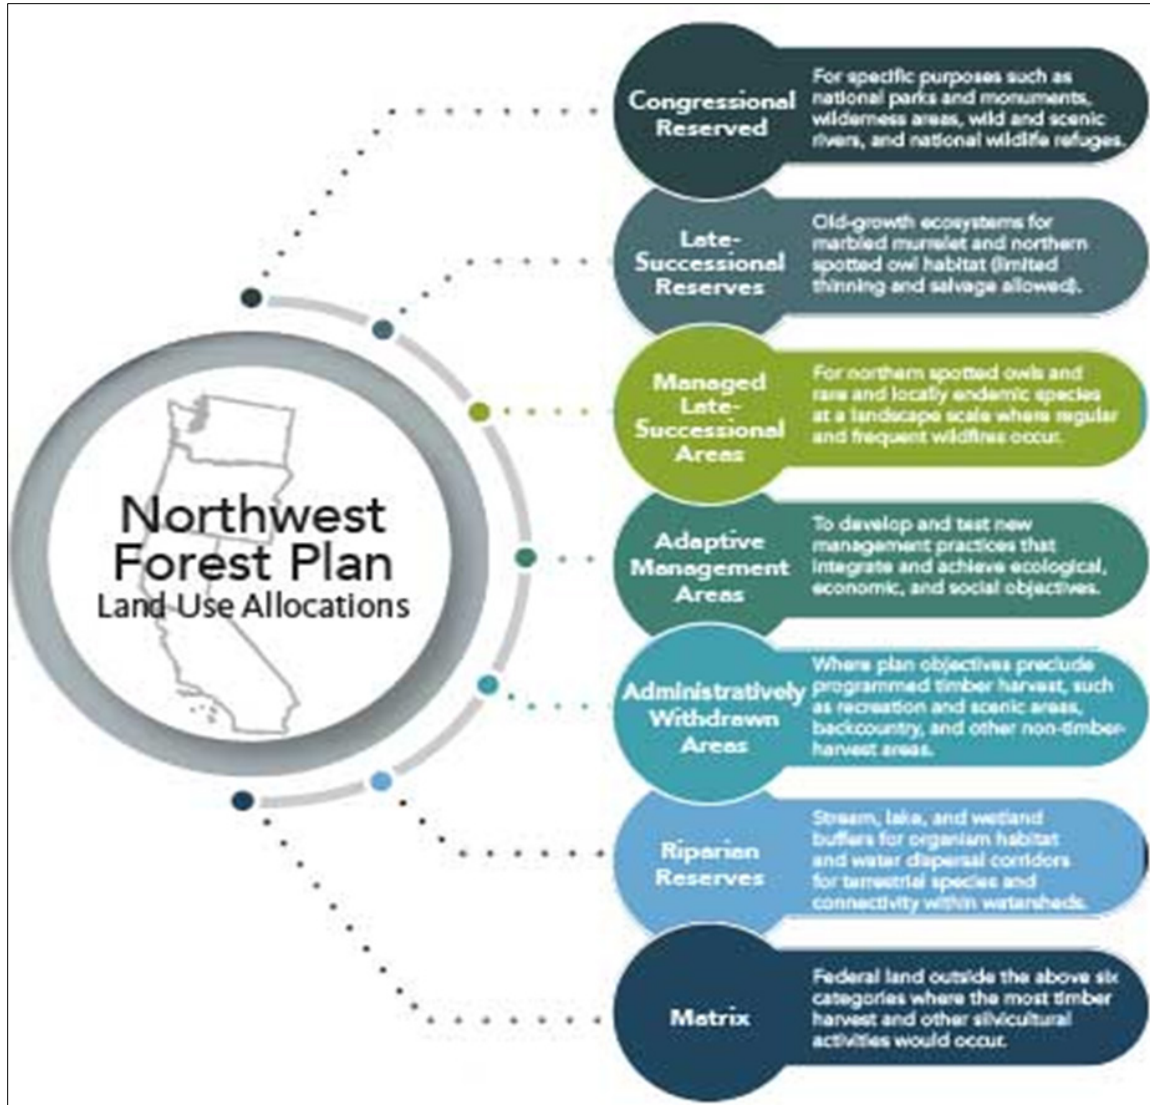 Northwest
Forest Plan
Land Use Allocations
Congressional
Reserved
For specific purposes such as
national parks and monuments,
wilderness areas, wild and scenic
rivers, and national wildlife refuges.
Late-
Successional
Reserves
Old-growth ecosystems for
marbled murrelet and northern
spotted owl habitat (limited
thinning and salvage allowed).
Managed
Late-
Successional
Areas
For northern spotted owls and
rare and locally endemic species
at a landscape scale where regular
and frequent wildfires occur.
Adaptive
Management
Areas
To develop and test new
management practices that
integrate and achieve ecological,
economic, and social objectives.
Administratively
Withdrawn
Areas
Where plan objectives preclude
programmed timber harvest, such
as recreation and scenic areas,
backcountry, and other non-timber-
harvest areas.
Riparian
Reserves
Stream, lake, and wetland
buffers for organism habitat
and water dispersal corridors
for terrestrial species and
connectivity within watersheds.
Matrix
Federal land outside the above six
categories where the most timber
harvest and other silvicultural
activities would occur.